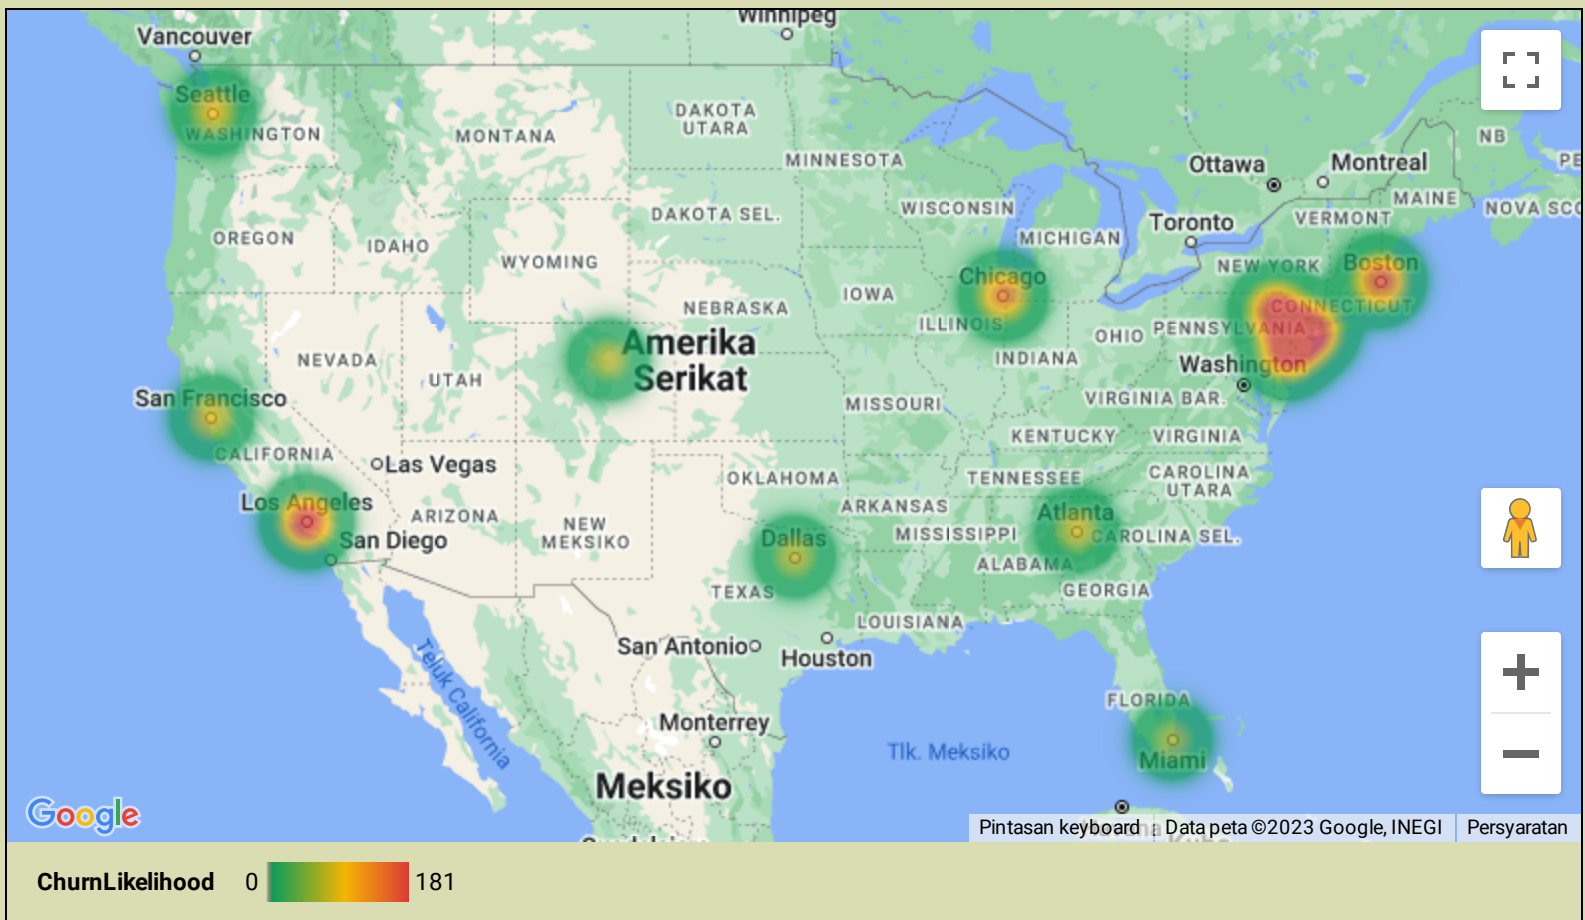 Winnipeg
Vancouver
Seattle
WASHINGTON
MONTANA
DAKOTA
UTARA
MINNESOTA
Ottawa
Montreal
NB
MAINE
VERMONT
DAKOTA SEL.
WISCONSIN
MICHIGAN
Toronto
OREGON
IDAHO
WYOMING
NEW YORK
Boston
Chicago
IOWA
NEBRASKA
ILLINOIS
CONNECTICUT
OHIO
PENNSYLVANIA
Amerika
Serikat
NEVADA
UTAH
INDIANA
Washington
San Francisco
MISSOURI
VIRGINIA BAR.
CALIFORNIA
Las Vegas
KENTUCKY
VIRGINIA
OKLAHOMA
TENNESSEE
CAROLINA
UTARA
Los Angeles
ARIZONA
NEW
MEKSIKO
ARKANSAS
Atlanta
San Diego
Dallas
MISSISSIPPI
CAROLINA SEL.
ALABAMA
TEXAS
GEORGIA
LOUISIANA
San Antonio
Houston
Teluk California
FLORIDA
Monterrey
Tlk. Meksiko
Miami
Meksiko
Google
Pintasan keyboard
Data peta ©2023 Google, INEGI
Persyaratan
ChurnLikelihood 0 181